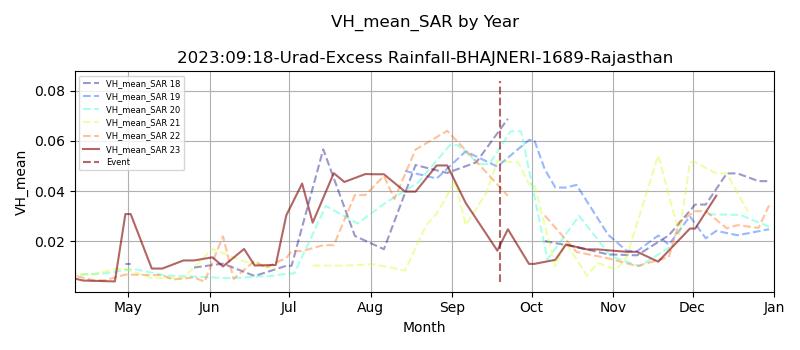 VH_mean_SAR by Year
2023:09:18-Urad-Excess Rainfall-BHAJNERI-1689-Rajasthan
VH_mean_SAR 18
VH_mean_SAR 19
VH_mean_SAR 20
VH_mean_SAR 21
VH_mean_SAR 22
VH_mean_SAR 23
Event
VH_mean
0.08
0.06
0.04
0.02
May Jun Jul Aug Sep Oct Nov Dec Jan
Month